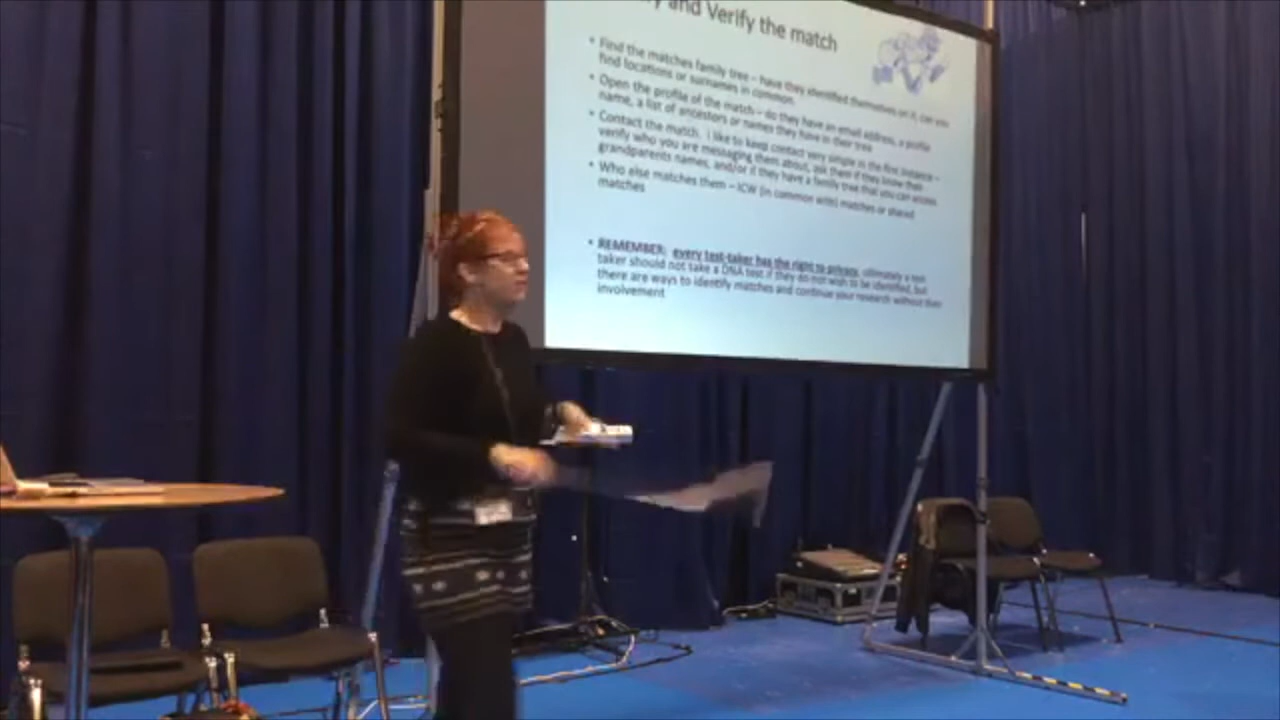 and Verify the match
• Find the matches family tree – have they identified themselves on it, can you
find locations or surnames in common.
• Open the profile of the match – do they have an email address, a profile
name, a list of ancestors or names they have in their tree
• Contact the match. I like to keep contact very simple in the first instance –
verify who you are messaging them about, ask them if they know their
grandparents names, and/or if they have a family tree that you can access
• Who else matches them – ICW (in common with) matches or shared
matches
• REMEMBER: every test-taker has the right to privacy, ultimately a test
taker should not take a DNA test if they do not wish to be identified, but
there are ways to identify matches and continue your research without their
involvement